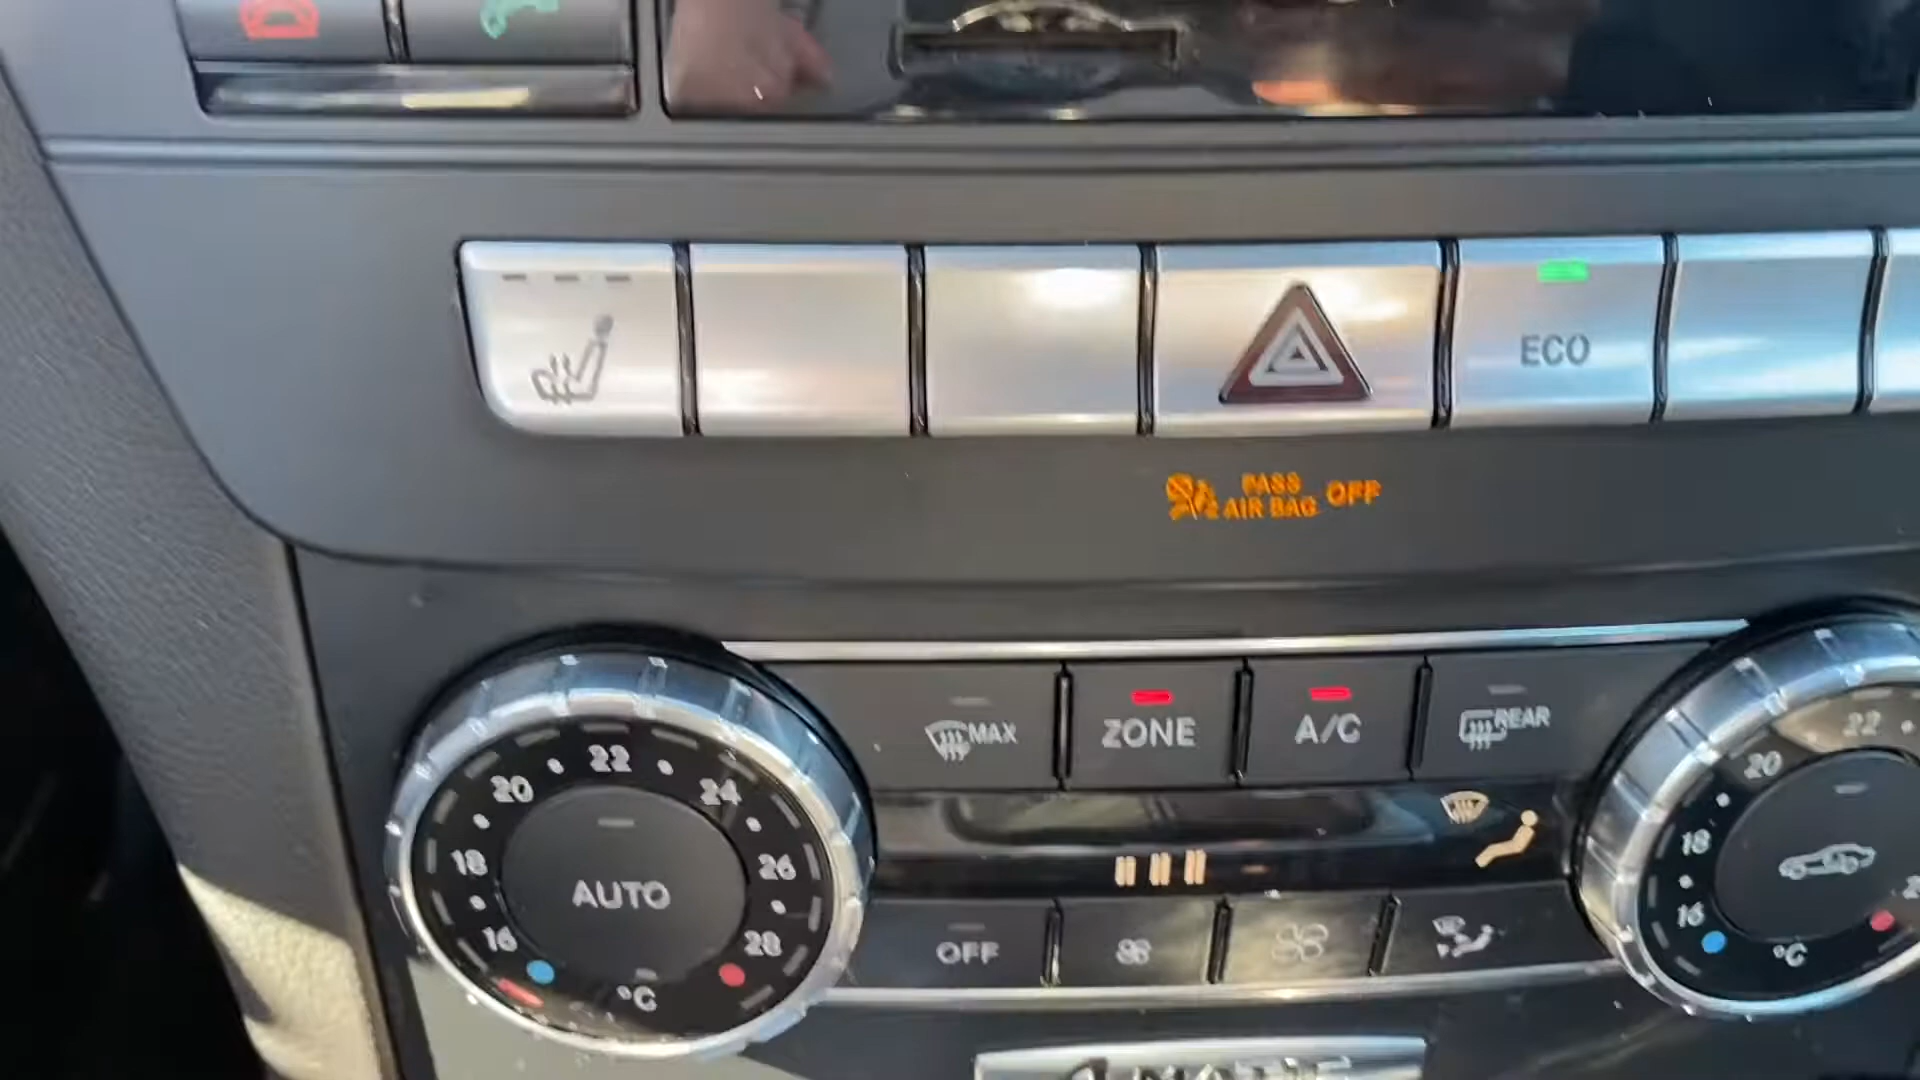 ECO
PASS
AIR BAG OFF
MAX
ZONE
A/C
REAR
20 22 24
18 26
16 28
AUTO
°C
OFF
22
20
18
16
°C